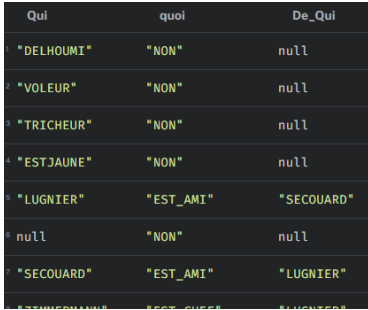 Qui quoi De_Qui
1 "DELHOUMI" "NON" null
2 "VOLEUR" "NON" null
3 "TRICHEUR" "NON" null
4 "ESTJAUNE" "NON" null
5 "LUGNIER" "EST_AMI" "SECOUARD"
6 null "NON" null
7 "SECOUARD" "EST_AMI" "LUGNIER"
8 "ZIMMERMANN" "EST_CHEF" "LUGNIER"